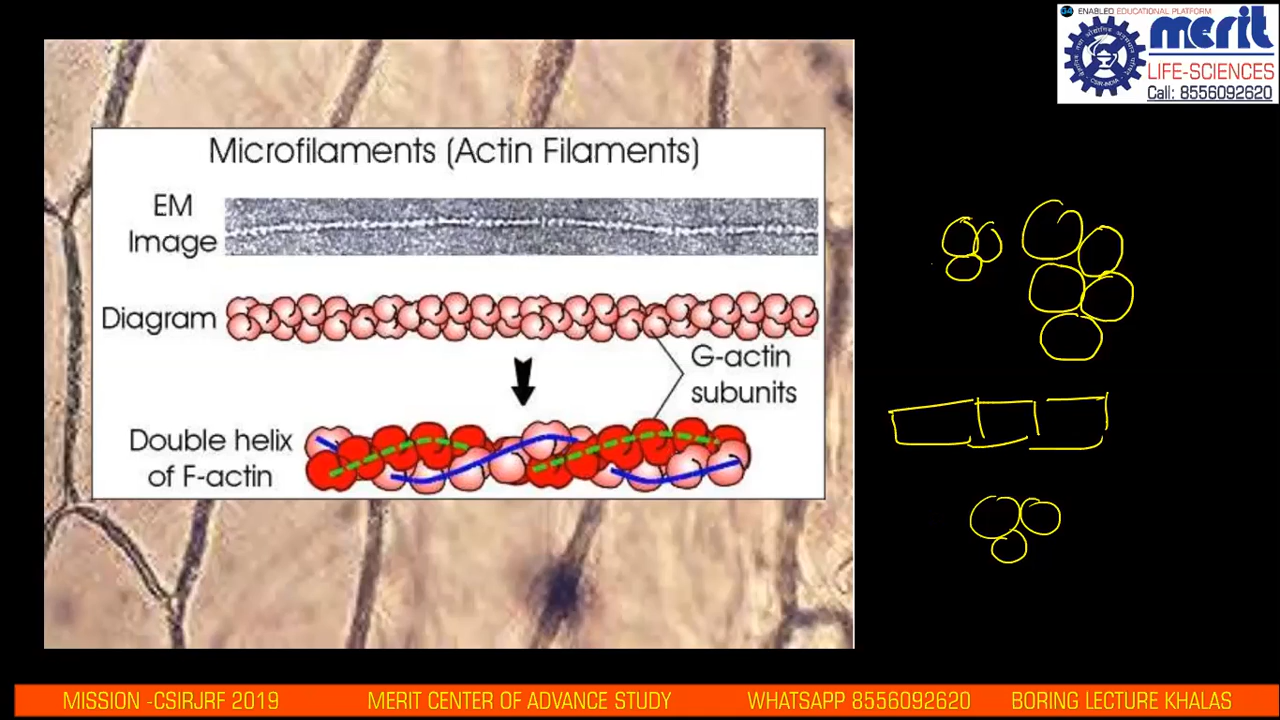 ENABLED EDUCATIONAL PLATFORM
merit
LIFE-SCIENCES
Call: 8556092620
Microfilaments (Actin Filaments)
EM
Image
Diagram
G-actin
subunits
Double helix
of F-actin
MISSION -CSIRJRF 2019 MERIT CENTER OF ADVANCE STUDY WHATSAPP 8556092620 BORING LECTURE KHALAS